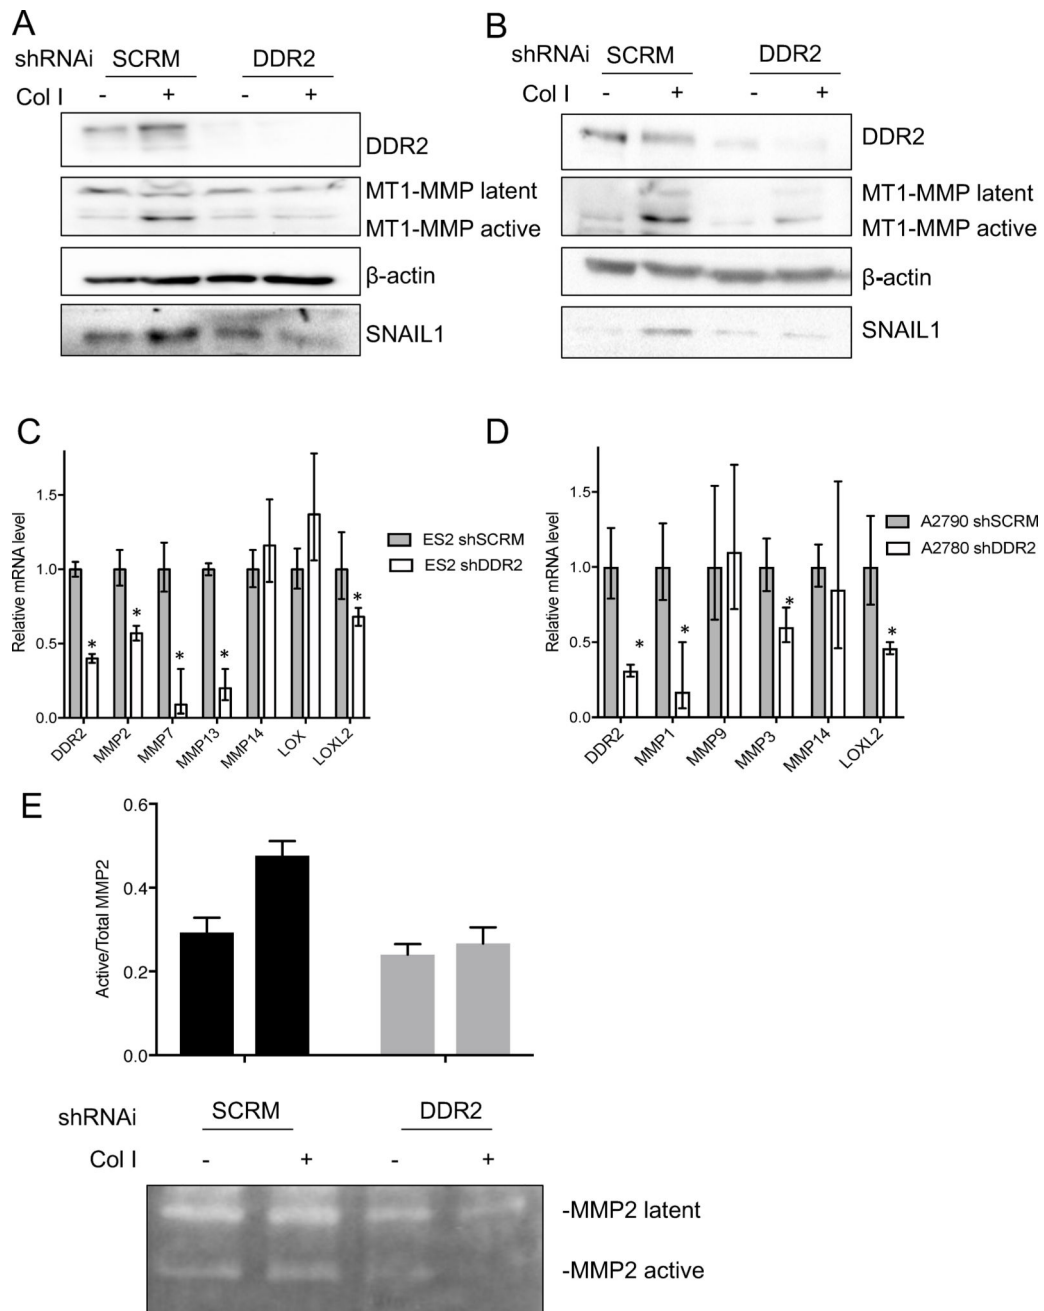 A
shRNAi SCRM DDR2
Col I - + - +
DDR2
MT1-MMP latent
MT1-MMP active
β-actin
SNAIL1
B
shRNAi SCRM DDR2
Col I - + - +
DDR2
MT1-MMP latent
MT1-MMP active
β-actin
SNAIL1
C
Relative mRNA level
1.5
1.0
0.5
0.0
* * * * *
DDR2 MMP2 MMP7 MMP13 MMP14 LOX LOXL2
ES2 shSCRM
ES2 shDDR2
D
Relative mRNA level
1.5
1.0
0.5
0.0
* * * *
DDR2 MMP1 MMP9 MMP3 MMP14 LOXL2
A2790 shSCRM
A2780 shDDR2
E
Active/Total MMP2
0.6
0.4
0.2
0.0
shRNAi SCRM DDR2
Col I - + - +
-MMP2 latent
-MMP2 active